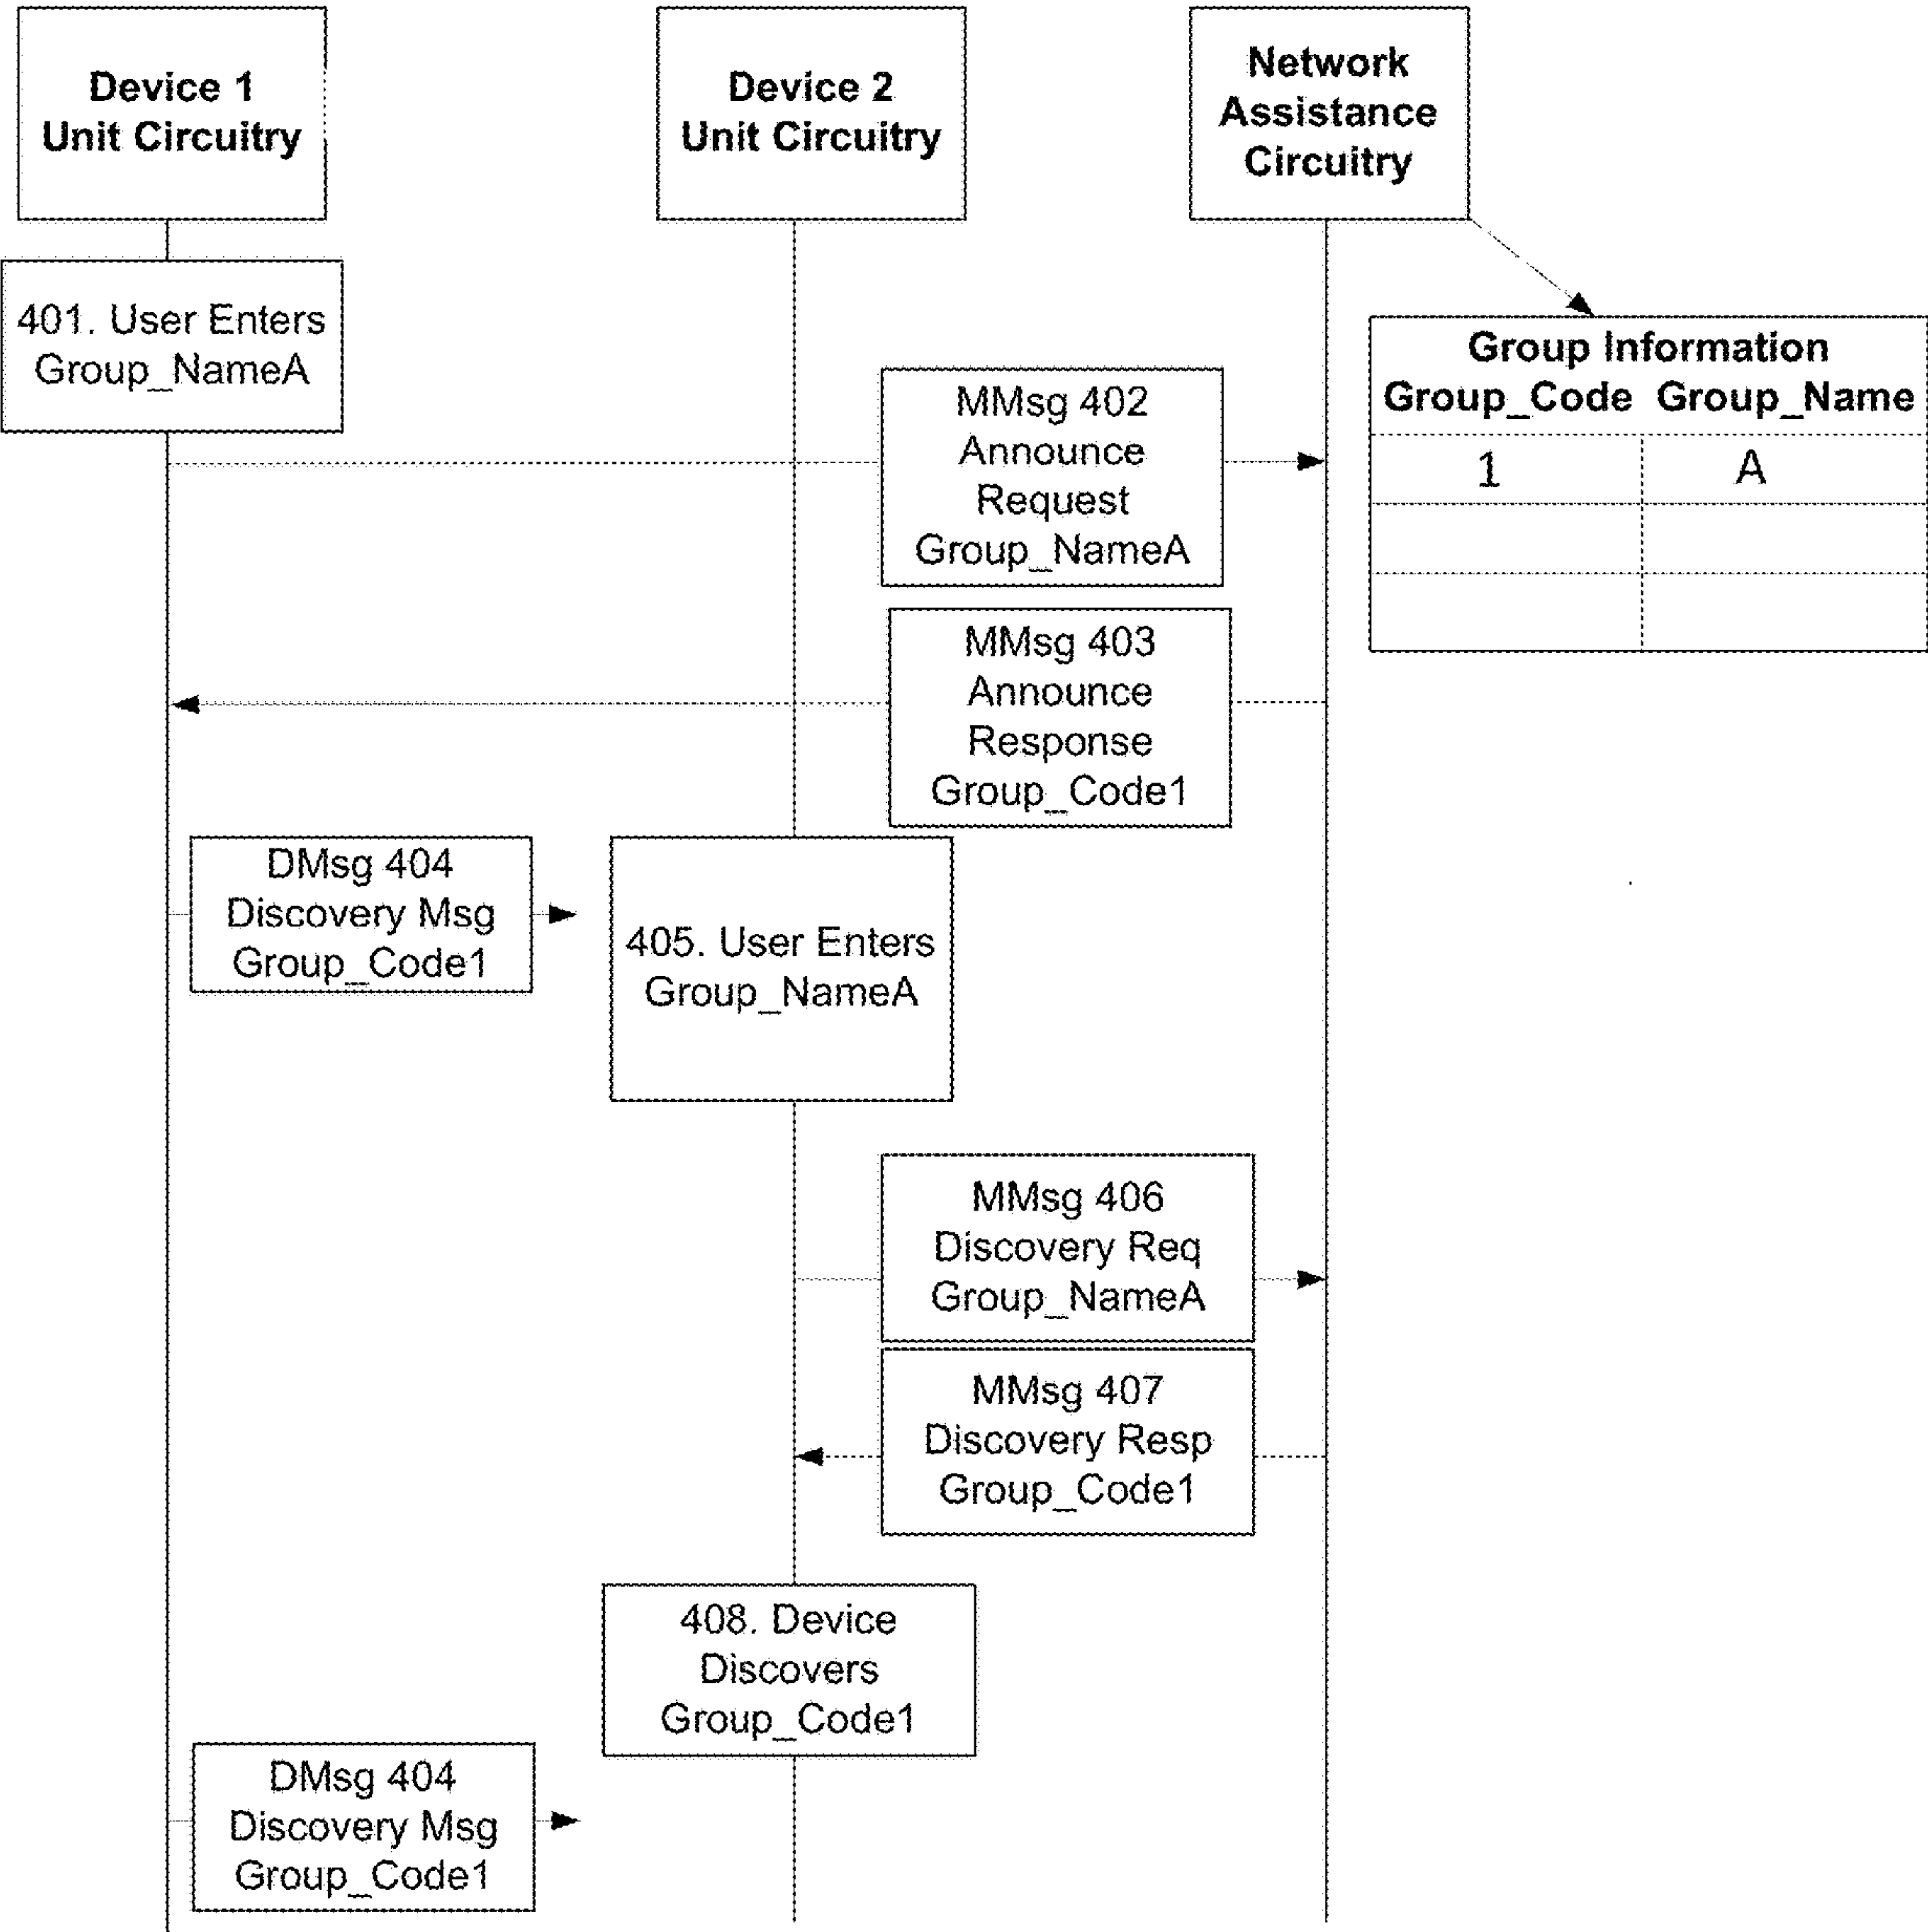 Device 1
Unit Circuitry
Device 2
Unit Circuitry
Network
Assistance
Circuitry
401. User Enters
Group_NameA
Group Information
Group_Code Group_Name
1 A
MMsg 402
Announce
Request
Group_NameA
MMsg 403
Announce
Response
Group_Code1
DMsg 404
Discovery Msg
Group_Code1
405. User Enters
Group_NameA
MMsg 406
Discovery Req
Group_NameA
MMsg 407
Discovery Resp
Group_Code1
408. Device
Discovers
Group_Code1
DMsg 404
Discovery Msg
Group_Code1